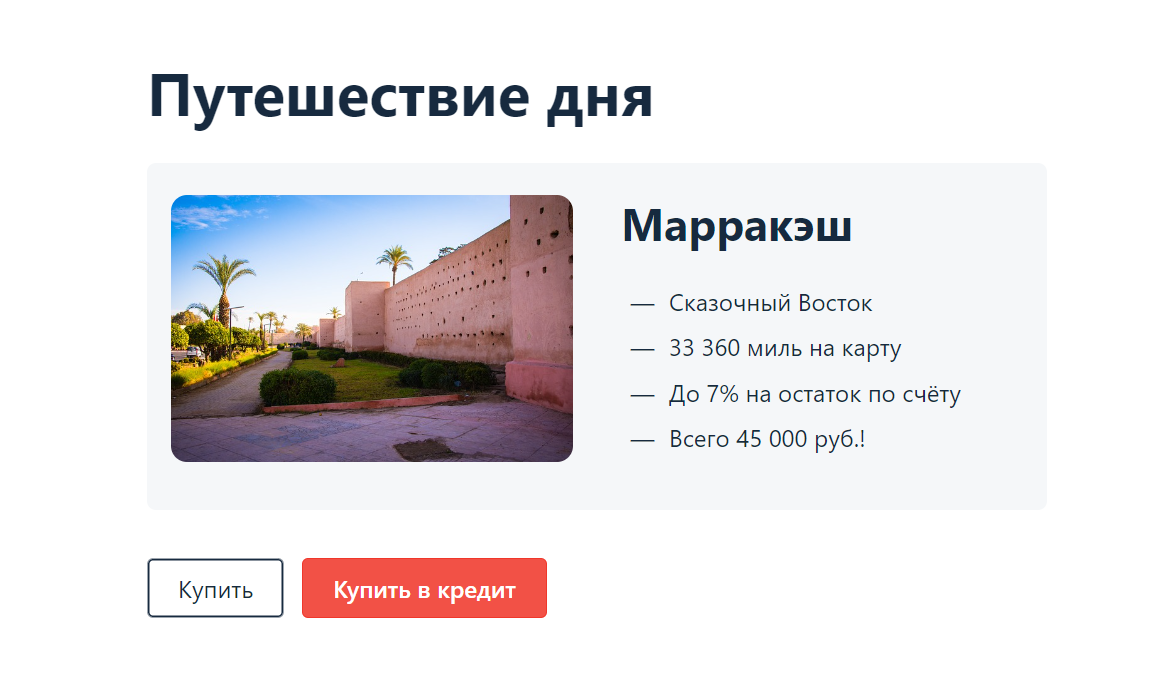 Путешествие дня
Марракэш
— Сказочный Восток
— 33 360 миль на карту
— До 7% на остаток по счёту
— Всего 45 000 руб.!
Купить
Купить в кредит